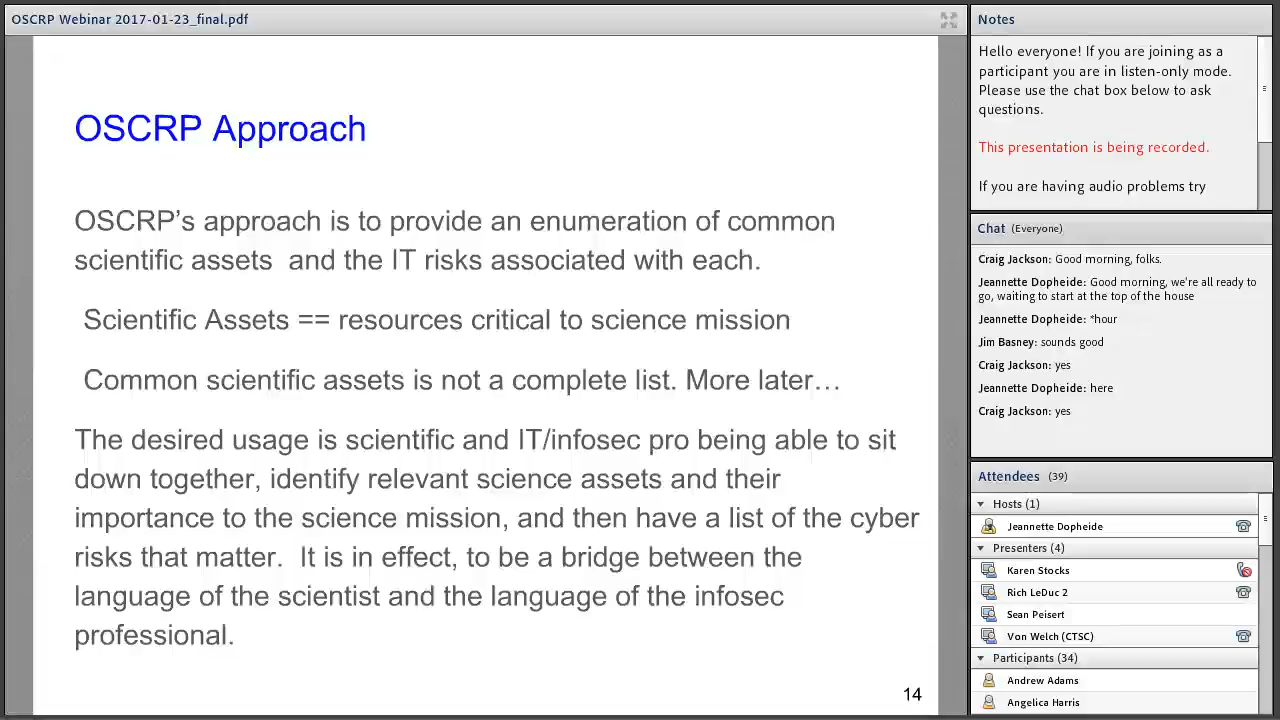 OSCRP Webinar 2017-01-23_final.pdf
OSCRP Approach
OSCRP’s approach is to provide an enumeration of common
scientific assets and the IT risks associated with each.
Scientific Assets == resources critical to science mission
Common scientific assets is not a complete list. More later…
The desired usage is scientific and IT/infosec pro being able to sit
down together, identify relevant science assets and their
importance to the science mission, and then have a list of the cyber
risks that matter. It is in effect, to be a bridge between the
language of the scientist and the language of the infosec
professional.
14
Notes
Hello everyone! If you are joining as a
participant you are in listen-only mode.
Please use the chat box below to ask
questions.
This presentation is being recorded.
If you are having audio problems try
Chat (Everyone)
Craig Jackson: Good morning, folks.
Jeannette Dopheide: Good morning, we're all ready to
go, waiting to start at the top of the house
Jeannette Dopheide: *hour
Jim Basney: sounds good
Craig Jackson: yes
Jeannette Dopheide: here
Craig Jackson: yes
Attendees (39)
Hosts (1)
Jeannette Dopheide
Presenters (4)
Karen Stocks
Rich LeDuc 2
Sean Peisert
Von Welch (CTSC)
Participants (34)
Andrew Adams
Angelica Harris